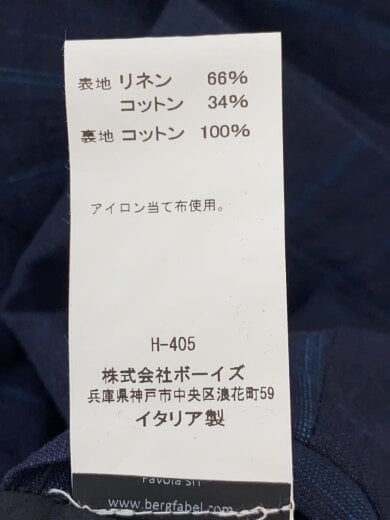 表地 リネン 66%
コットン 34%
裏地 コットン 100%
アイロン当て布使用。
H-405
株式会社ボーイズ
兵庫県神戸市中央区浪花町59
イタリア製
Favola srl
www.bergfabel.com